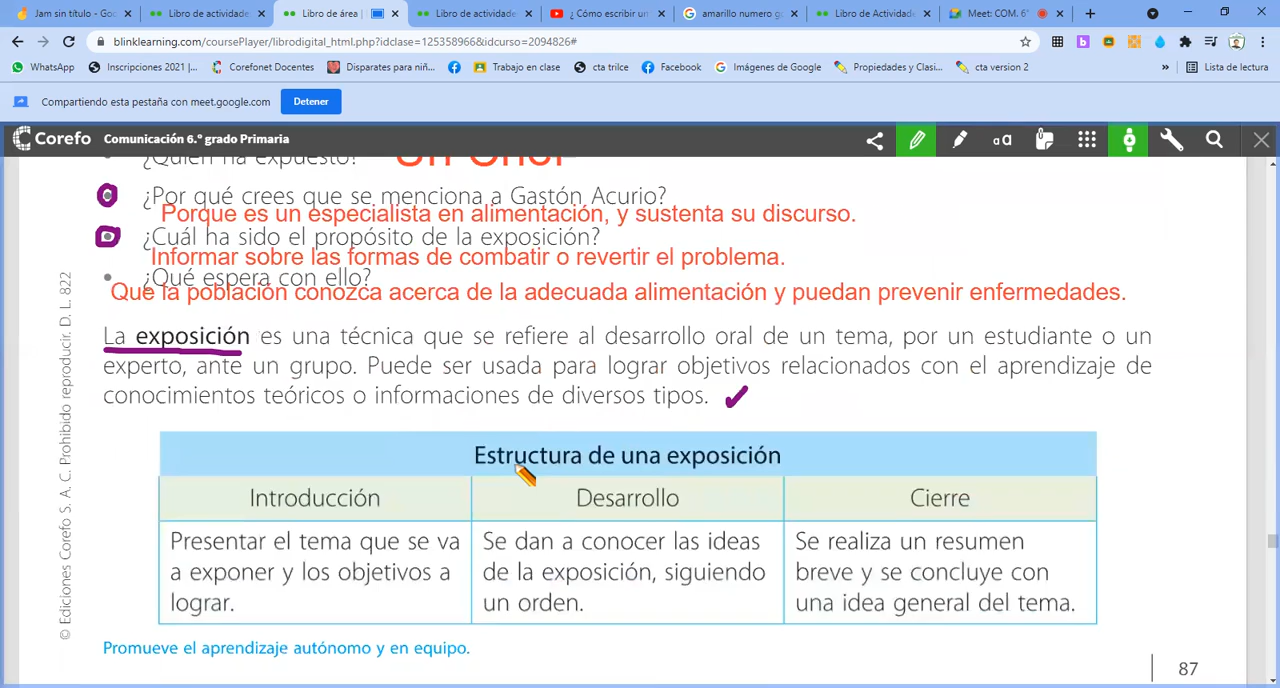 Jam sin título - Goo
Libro de actividade
Libro de área
Libro de actividade
¿ Cómo escribir un
amarillo numero g
Libro de Actividade
Meet: COM. 6°
blinklearning.com/coursePlayer/librodigital_html.php?idclase=125358966&idcurso=2094826#
WhatsApp
Inscripciones 2021 |...
Corefonet Docentes
Disparates para niñ...
Trabajo en clase
cta trilce
Facebook
Imágenes de Google
Propiedades y Clasi...
cta version 2
»
Lista de lectura
Compartiendo esta pestaña con meet.google.com
Detener
Corefo
Comunicación 6.° grado Primaria
aa
¿Quién ha expuesto?
Un Chef
¿Por qué crees que se menciona a Gastón Acurio?
Porque es un especialista en alimentación, y sustenta su discurso.
¿Cuál ha sido el propósito de la exposición?
Informar sobre las formas de combatir o revertir el problema.
¿Qué espera con ello?
Que la población conozca acerca de la adecuada alimentación y puedan prevenir enfermedades.
La exposición es una técnica que se refiere al desarrollo oral de un tema, por un estudiante o un
experto, ante un grupo. Puede ser usada para lograr objetivos relacionados con el aprendizaje de
conocimientos teóricos o informaciones de diversos tipos.
Estructura de una exposición
Introducción
Desarrollo
Cierre
Presentar el tema que se va
a exponer y los objetivos a
lograr.
Se dan a conocer las ideas
de la exposición, siguiendo
un orden.
Se realiza un resumen
breve y se concluye con
una idea general del tema.
Promueve el aprendizaje autónomo y en equipo.
87
© Ediciones Corefo S. A. C. Prohibido reproducir. D. L. 822